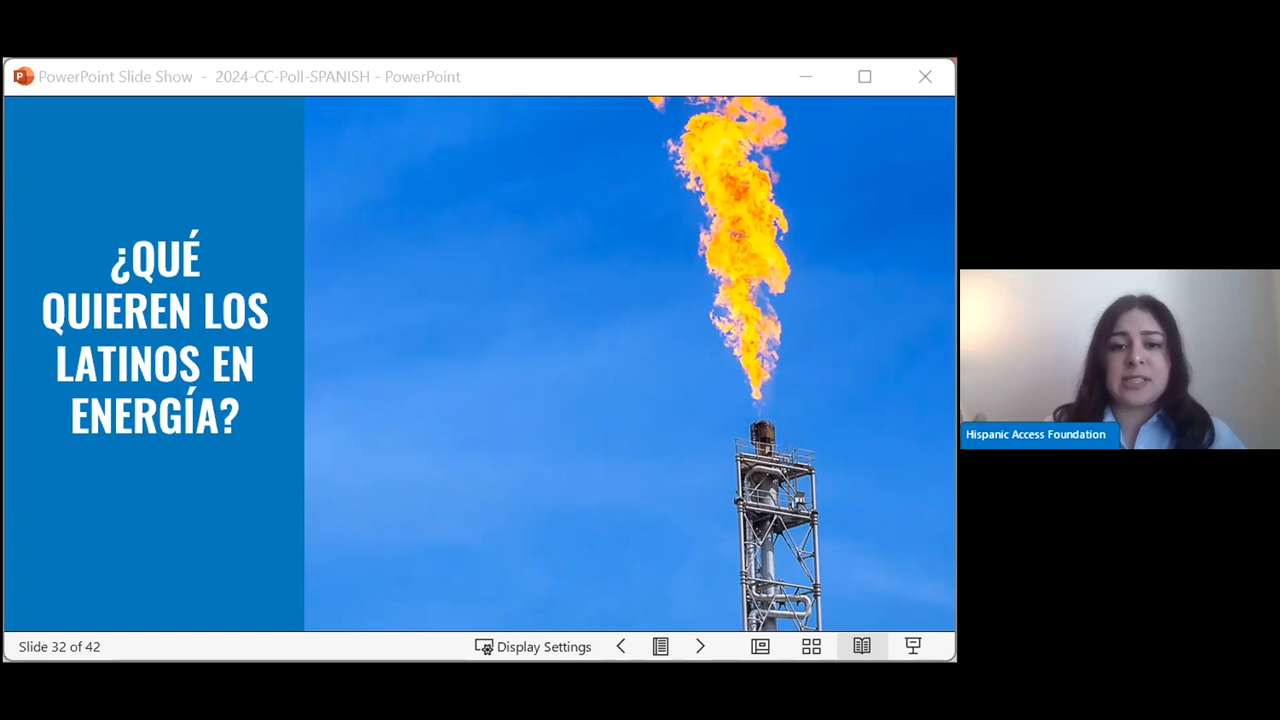 PowerPoint Slide Show - 2024-CC-Poll-SPANISH - PowerPoint
¿QUÉ
QUIEREN LOS
LATINOS EN
ENERGÍA?
Hispanic Access Foundation
Slide 32 of 42
Display Settings